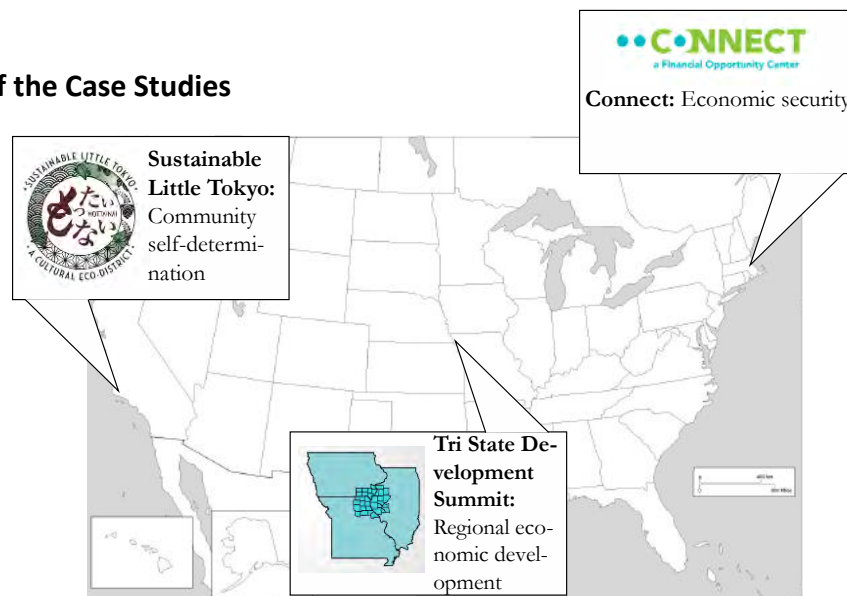 f the Case Studies
CONNECT
a Financial Opportunity Center
Connect: Economic security
SUSTAINABLE LITTLE TOKYO
もったいない
MOTTAINAI
A CULTURAL ECO-DISTRICT
Sustainable
Little Tokyo:
Community
self-determi-
nation
Tri State De-
velopment
Summit:
Regional eco-
nomic devel-
opment